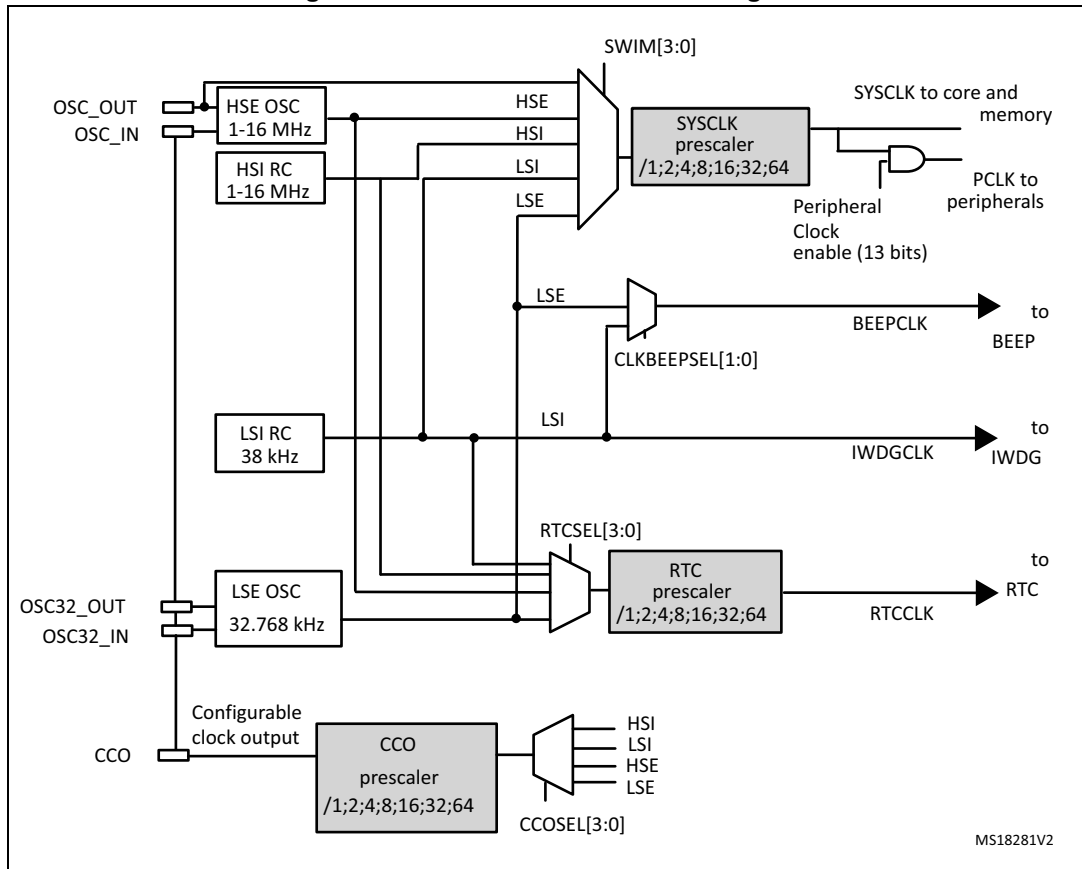 SWIM[3:0]
OSC_OUT
OSC_IN
HSE OSC
1-16 MHz
HSI RC
1-16 MHz
HSE
HSI
LSI
LSE
SYSCLK
prescaler
/1;2;4;8;16;32;64
SYSCLK to core and
memory
PCLK to
peripherals
Peripheral
Clock
enable (13 bits)
LSE
BEEPCLK
to
BEEP
CLKBEEPSEL[1:0]
LSI RC
38 kHz
LSI
IWDGCLK
to
IWDG
RTCSEL[3:0]
OSC32_OUT
OSC32_IN
LSE OSC
32.768 kHz
RTC
prescaler
/1;2;4;8;16;32;64
RTCCLK
to
RTC
Configurable
clock output
CCO
CCO
prescaler
/1;2;4;8;16;32;64
HSI
LSI
HSE
LSE
CCOSEL[3:0]
MS18281V2